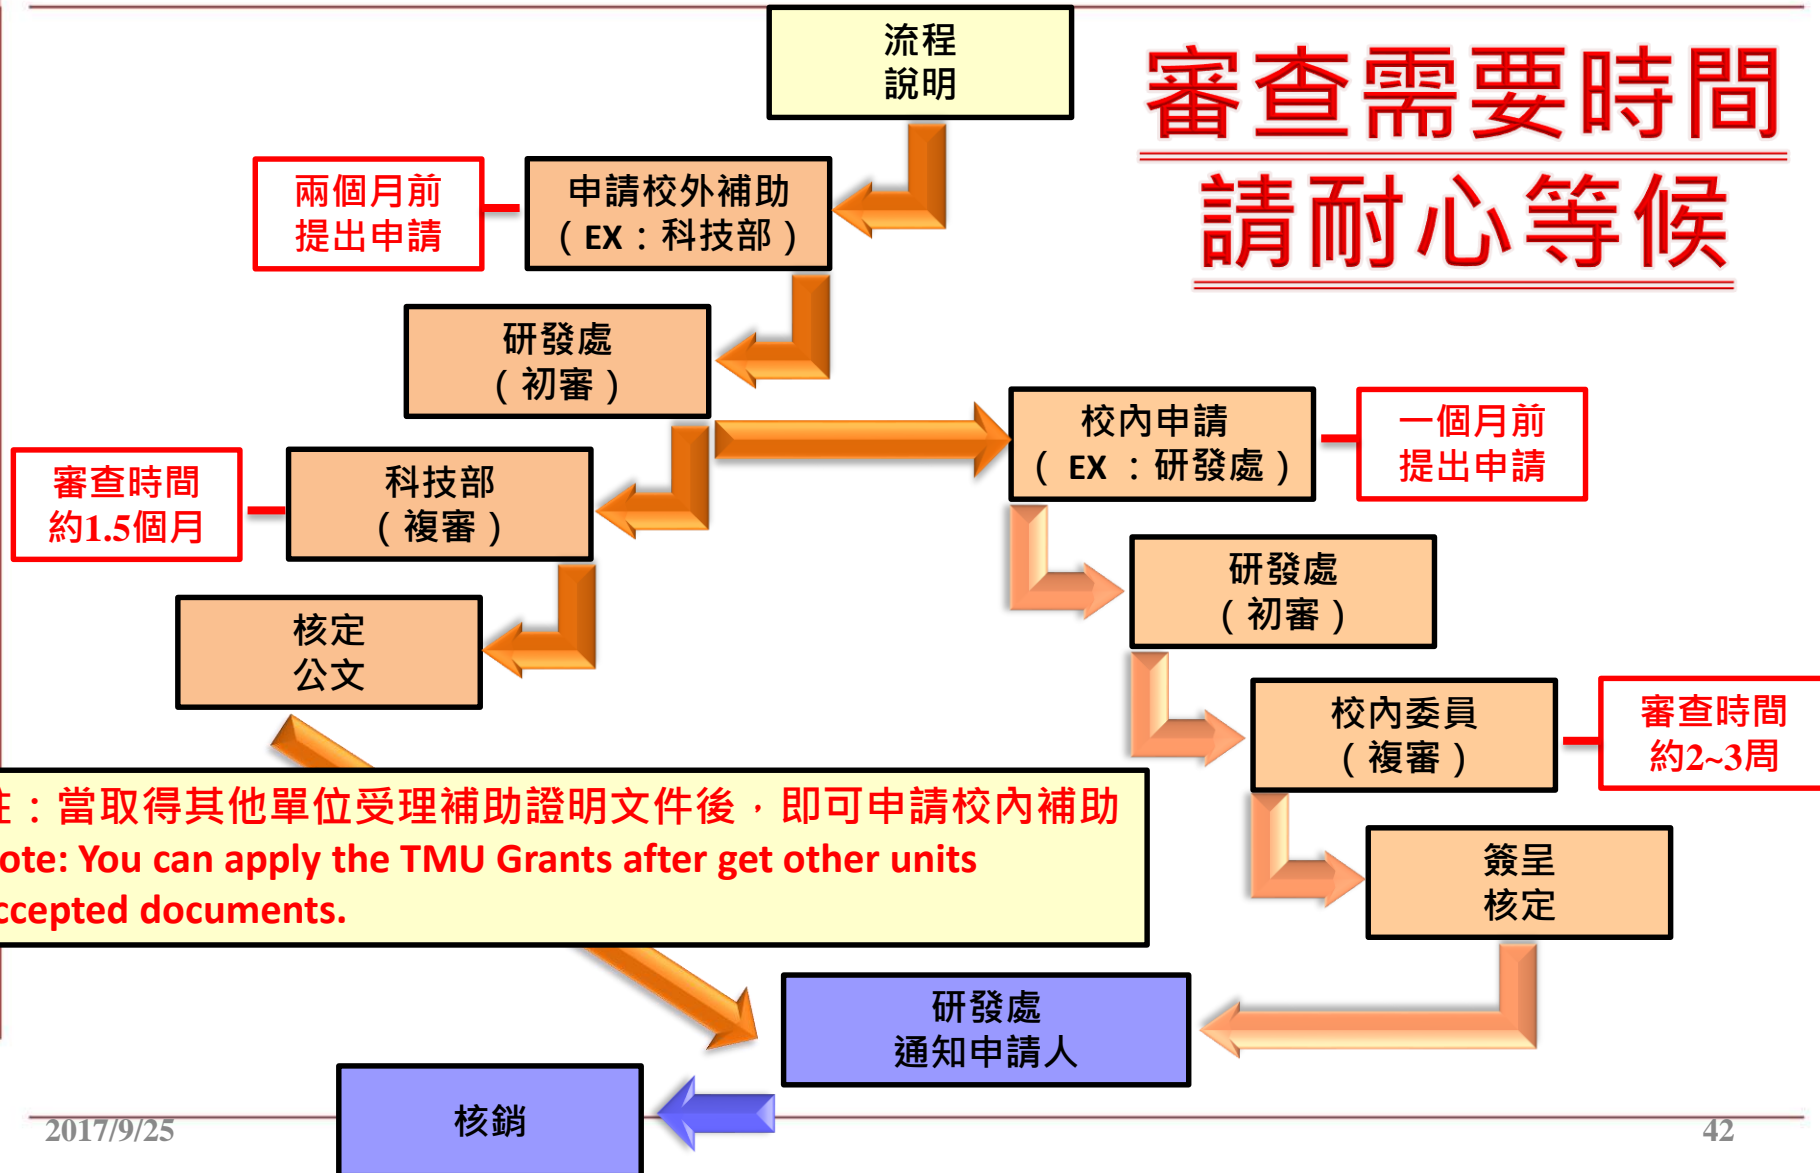 流程
說明
審查需要時間
請耐心等候
兩個月前
提出申請
申請校外補助
（EX：科技部）
研發處
（初審）
校內申請
（ EX ：研發處）
一個月前
提出申請
審查時間
約1.5個月
科技部
（複審）
研發處
（初審）
核定
公文
校內委員
（複審）
審查時間
約2~3周
：當取得其他單位受理補助證明文件後，即可申請校內補助
ote: You can apply the TMU Grants after get other units
ccepted documents.
簽呈
核定
研發處
通知申請人
核銷
2017/9/25
42